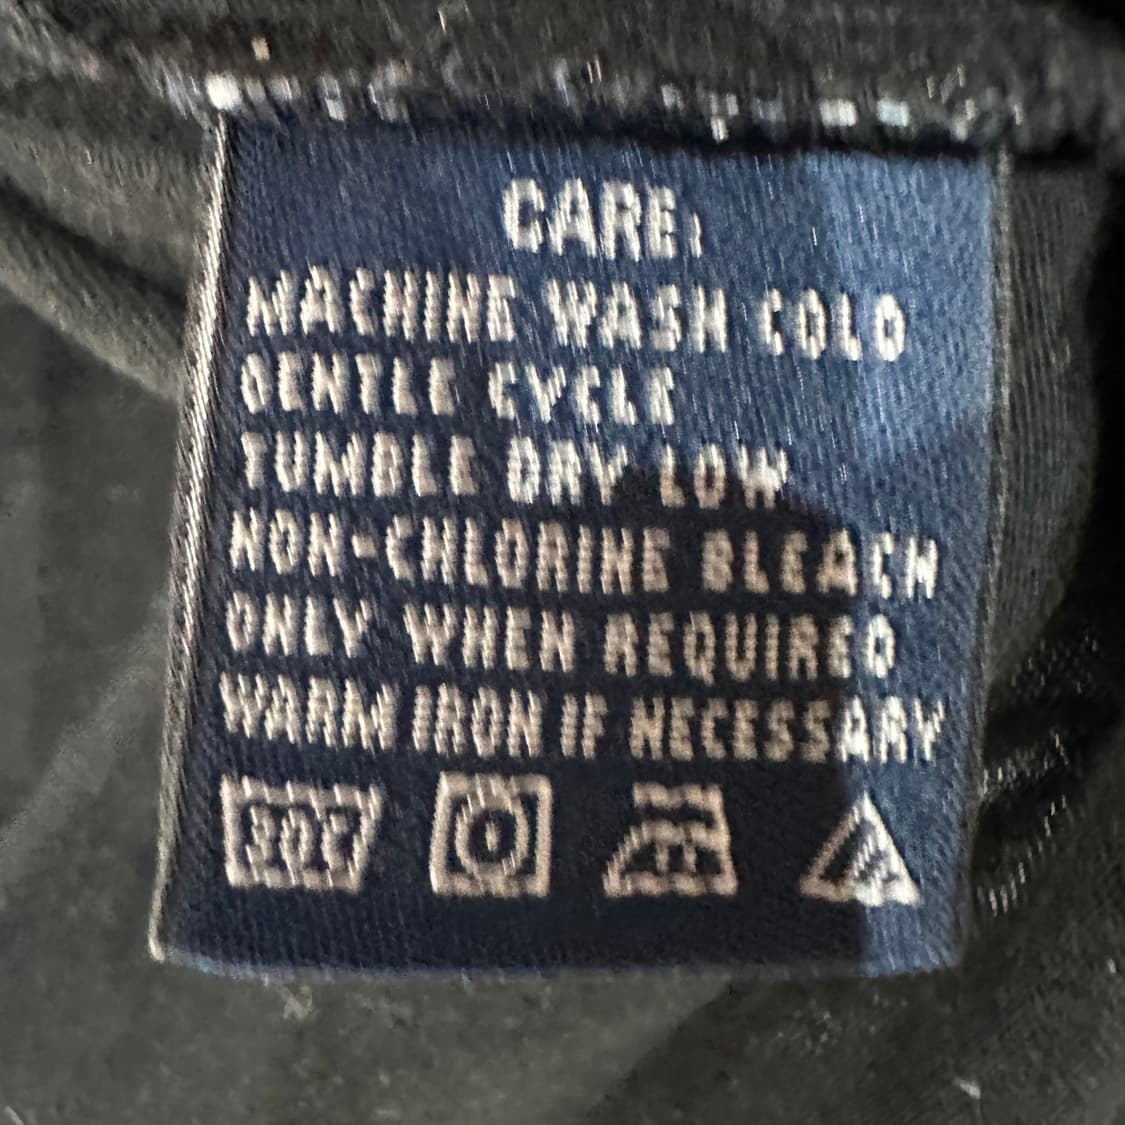 CARE:
MACHINE WASH COLD
GENTLE CYCLE
TUMBLE DRY LOW
NON-CHLORINE BLEACH
ONLY WHEN REQUIRED
WARM IRON IF NECESSARY
30C